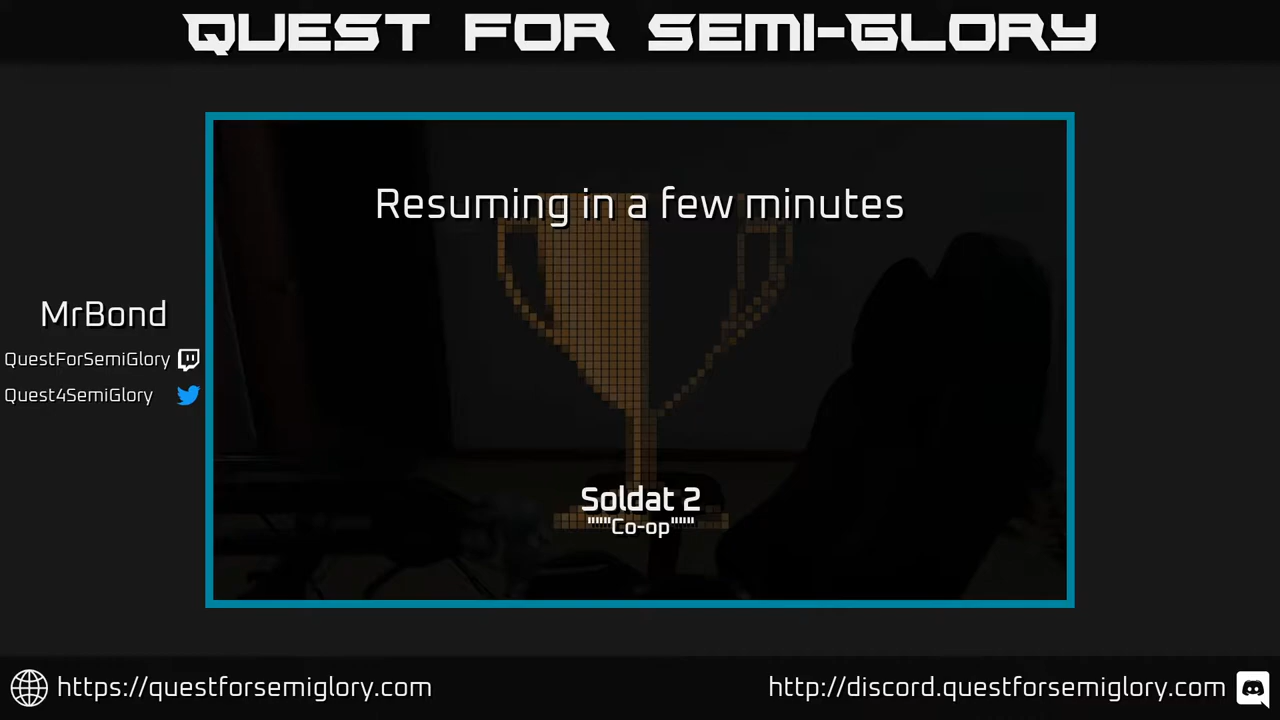 QUEST FOR SEMI-GLORY
Resuming in a few minutes
MrBond
QuestForSemiGlory
Quest4SemiGlory
Soldat 2
"""""Co-op"""""
https://questforsemiglory.com
http://discord.questforsemiglory.com